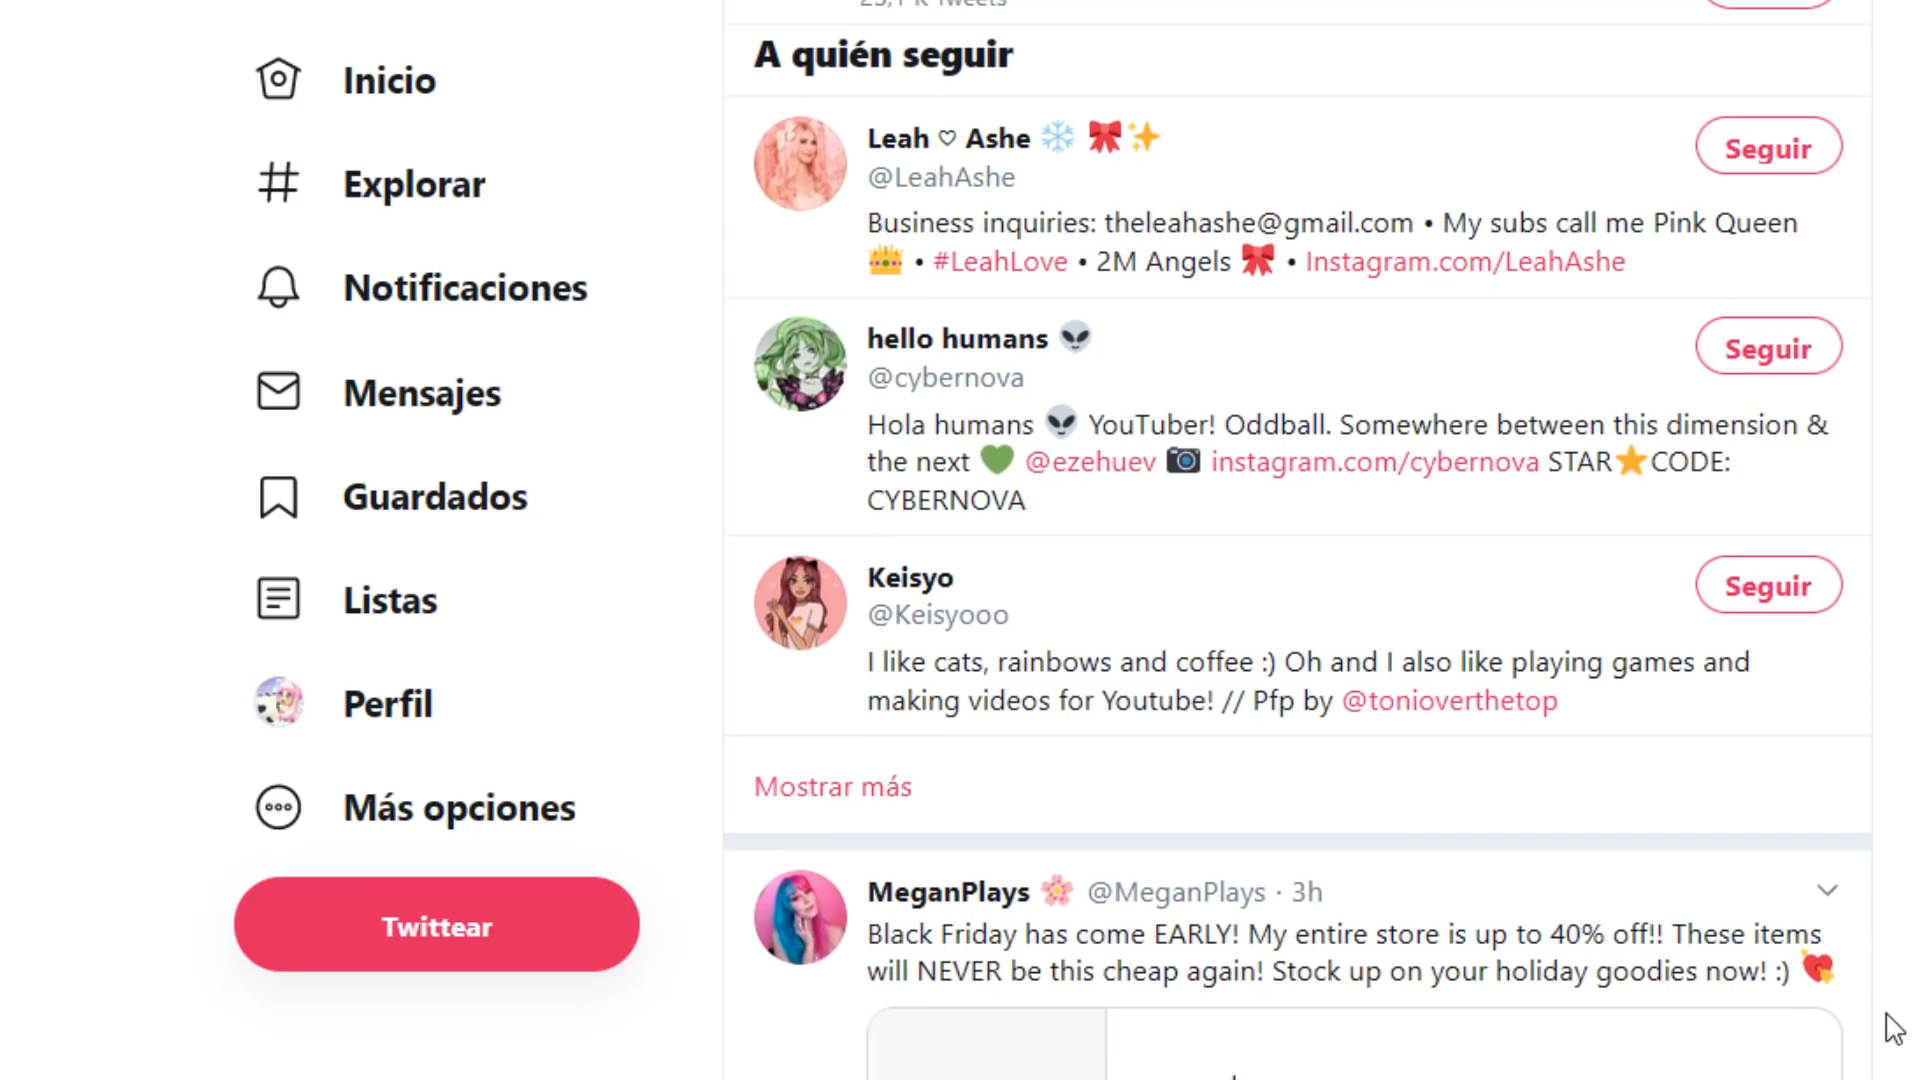 Inicio
Explorar
Notificaciones
Mensajes
Guardados
Listas
Perfil
Más opciones
Twittear
A quién seguir
Leah ♡ Ashe ❄️ 🎀✨
@LeahAshe
Seguir
Business inquiries: theleahashe@gmail.com • My subs call me Pink Queen
👑 • #LeahLove • 2M Angels 🎀 • Instagram.com/LeahAshe
hello humans 👽
@cybernova
Seguir
Hola humans 👽 YouTuber! Oddball. Somewhere between this dimension &
the next 💚 @ezehuev 📷 instagram.com/cybernova STAR⭐CODE:
CYBERNOVA
Keisyo
@Keisyooo
Seguir
I like cats, rainbows and coffee :) Oh and I also like playing games and
making videos for Youtube! // Pfp by @tonioverthetop
Mostrar más
MeganPlays 🌸 @MeganPlays · 3h
Black Friday has come EARLY! My entire store is up to 40% off!! These items
will NEVER be this cheap again! Stock up on your holiday goodies now! :) 💘